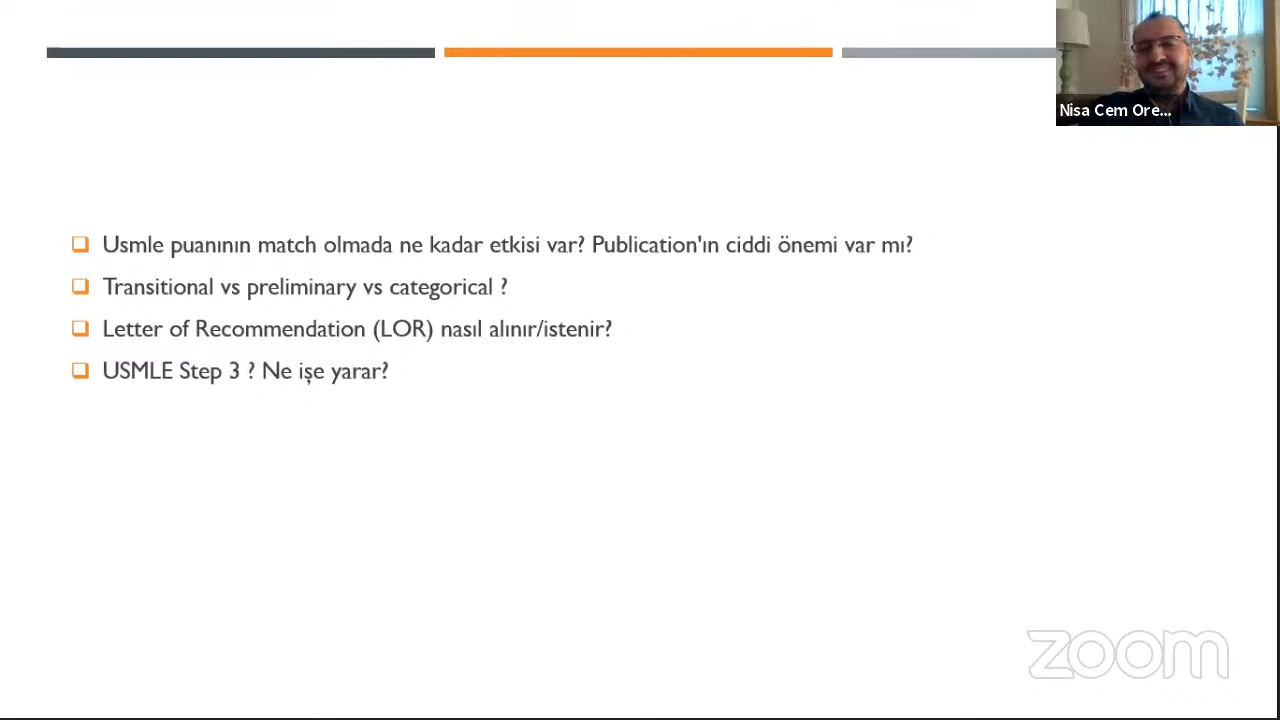 Nisa Cem Ore...
Usmle puanının match olmada ne kadar etkisi var? Publication'ın ciddi önemi var mı?
Transitional vs preliminary vs categorical ?
Letter of Recommendation (LOR) nasıl alınır/istenir?
USMLE Step 3 ? Ne işe yarar?
zoom